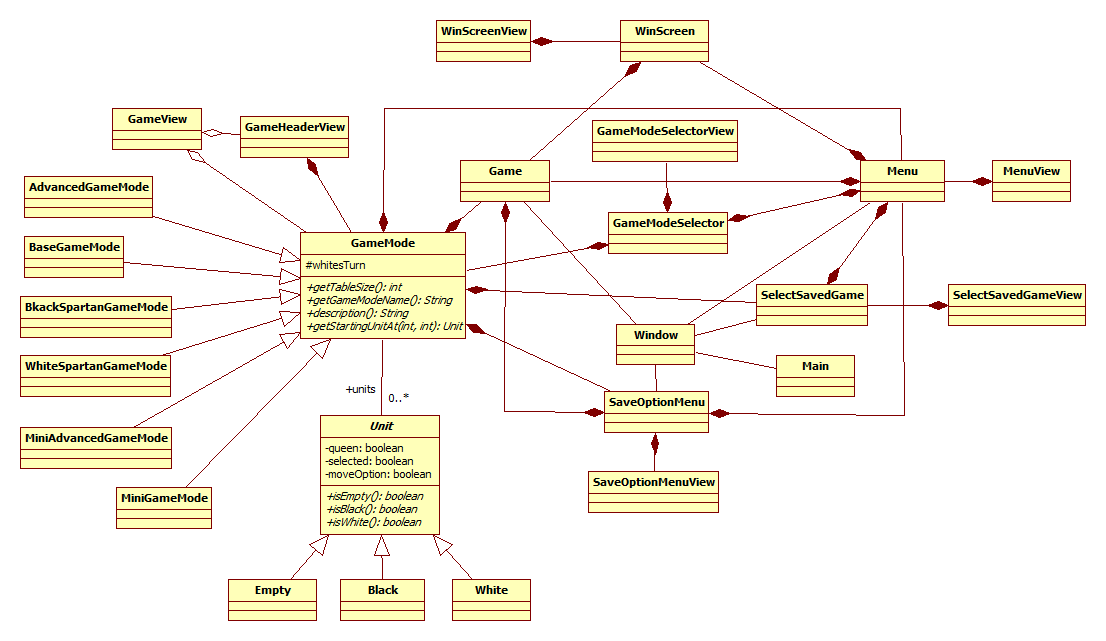 WinScreenView
WinScreen
GameView
GameHeaderView
GameModeSelectorView
Game
Menu
MenuView
AdvancedGameMode
GameModeSelector
BaseGameMode
GameMode
#whitesTurn
+getTableSize(): int
+getGameModeName(): String
+description(): String
+getStartingUnitAt(int, int): Unit
BkackSpartanGameMode
SelectSavedGame
SelectSavedGameView
Window
WhiteSpartanGameMode
Main
+units
0..*
SaveOptionMenu
MiniAdvancedGameMode
Unit
-queen: boolean
-selected: boolean
-moveOption: boolean
+isEmpty(): boolean
+isBlack(): boolean
+isWhite(): boolean
SaveOptionMenuView
MiniGameMode
Empty
Black
White